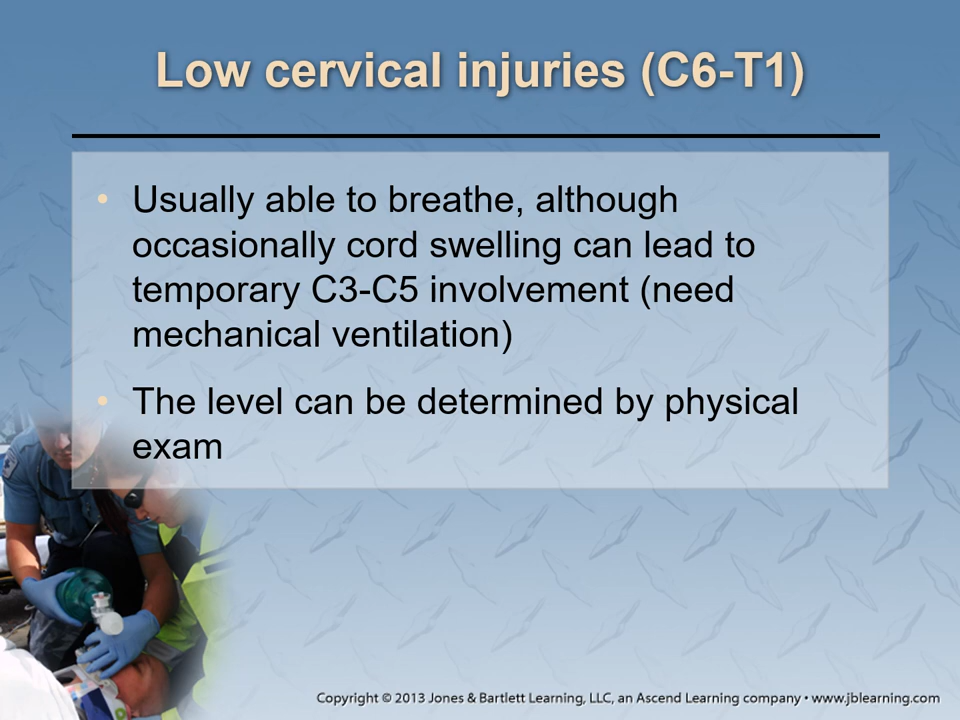 Low cervical injuries (C6-T1)
• Usually able to breathe, although
occasionally cord swelling can lead to
temporary C3-C5 involvement (need
mechanical ventilation)
• The level can be determined by physical
exam
Copyright © 2013 Jones & Bartlett Learning, LLC, an Ascend Learning company • www.jblearning.com